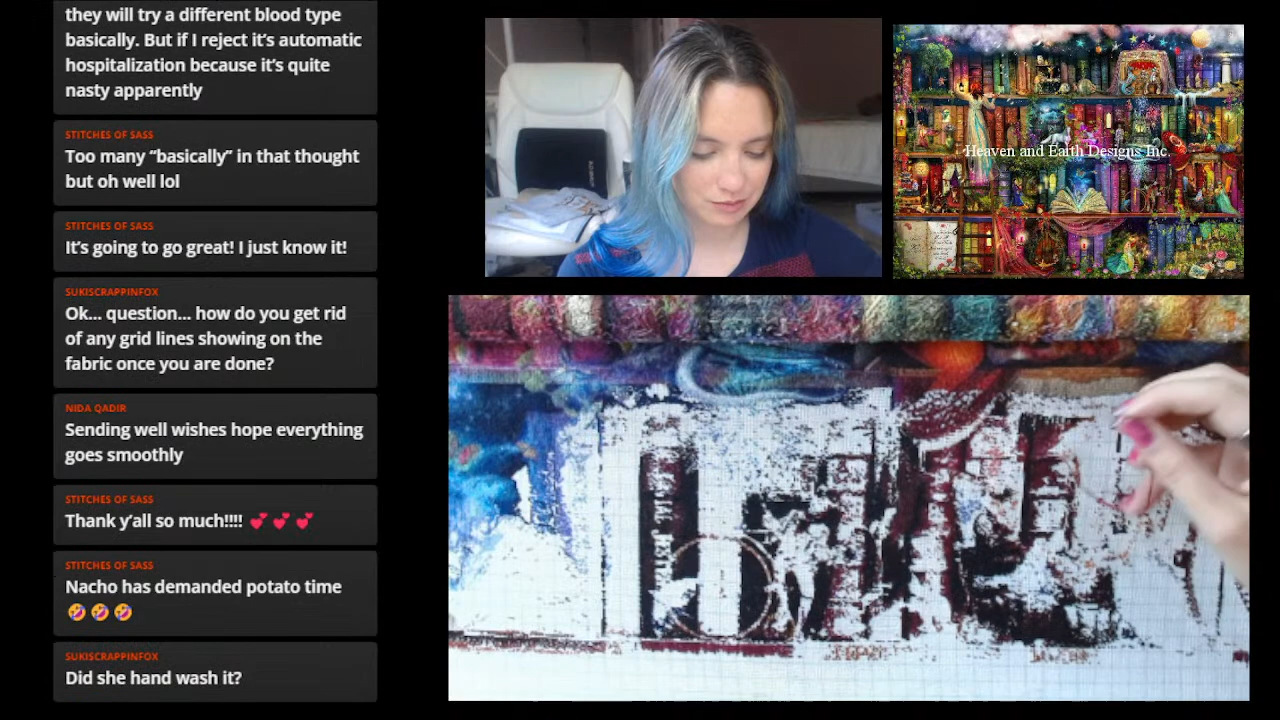 they will try a different blood type
basically. But if I reject it’s automatic
hospitalization because it’s quite
nasty apparently
STITCHES OF SASS
Too many “basically” in that thought
but oh well lol
STITCHES OF SASS
It’s going to go great! I just know it!
SUKISCRAPPINFOX
Ok... question... how do you get rid
of any grid lines showing on the
fabric once you are done?
NIDA QADIR
Sending well wishes hope everything
goes smoothly
STITCHES OF SASS
Thank y’all so much!!!! 💕 💕 💕
STITCHES OF SASS
Nacho has demanded potato time
🤣 🤣 🤣
SUKISCRAPPINFOX
Did she hand wash it?
Heaven and Earth Designs Inc.